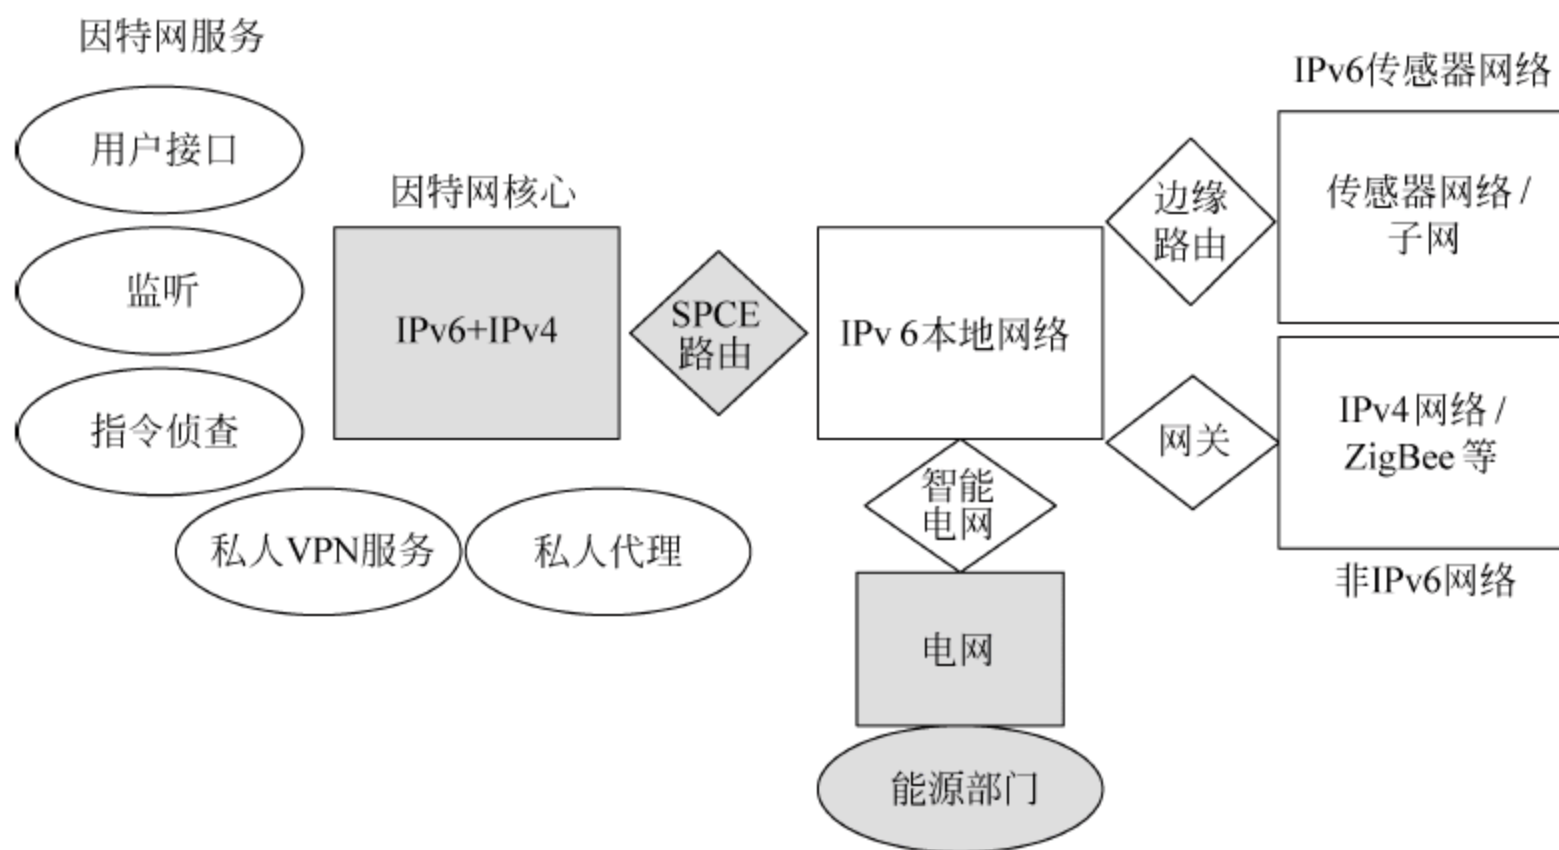 因特网服务
用户接口
监听
指令侦查
私人VPN服务
私人代理
因特网核心
IPv6+IPv4
SPCE
路由
IPv 6本地网络
智能
电网
电网
能源部门
边缘
路由
网关
IPv6传感器网络
传感器网络 /
子网
IPv4网络 /
ZigBee 等
非IPv6网络